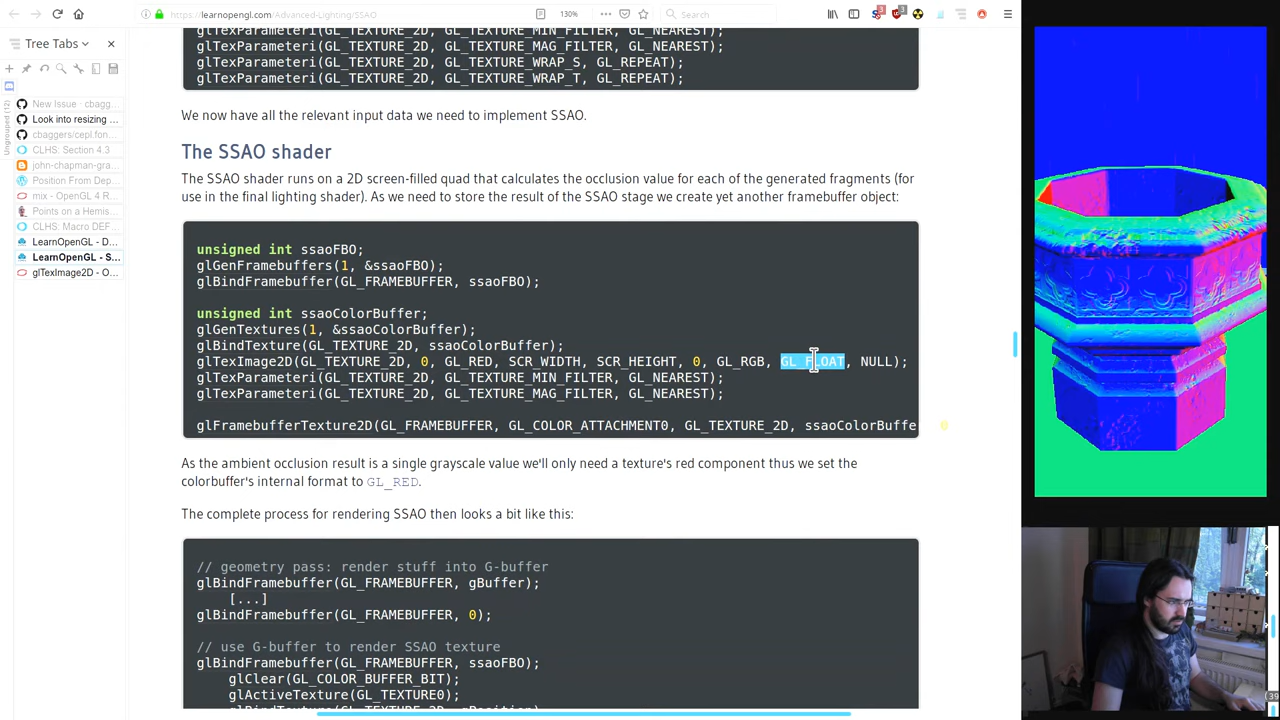 https://learnopengl.com/Advanced-Lighting/SSAO
130%
Search
Tree Tabs
Ungrouped (12)
New Issue · cbagg...
Look into resizing ...
cbaggers/cepl.fon...
CLHS: Section 4.3
john-chapman-gra...
Position From Dep...
mix - OpenGL 4 R...
Points on a Hemis...
CLHS: Macro DEF...
LearnOpenGL - D...
LearnOpenGL - S...
glTexImage2D - O...
glTexParameteri(GL_TEXTURE_2D, GL_TEXTURE_MIN_FILTER, GL_NEAREST);
glTexParameteri(GL_TEXTURE_2D, GL_TEXTURE_MAG_FILTER, GL_NEAREST);
glTexParameteri(GL_TEXTURE_2D, GL_TEXTURE_WRAP_S, GL_REPEAT);
glTexParameteri(GL_TEXTURE_2D, GL_TEXTURE_WRAP_T, GL_REPEAT);
We now have all the relevant input data we need to implement SSAO.
The SSAO shader
The SSAO shader runs on a 2D screen-filled quad that calculates the occlusion value for each of the generated fragments (for
use in the final lighting shader). As we need to store the result of the SSAO stage we create yet another framebuffer object:
unsigned int ssaoFBO;
glGenFramebuffers(1, &ssaoFBO);
glBindFramebuffer(GL_FRAMEBUFFER, ssaoFBO);
unsigned int ssaoColorBuffer;
glGenTextures(1, &ssaoColorBuffer);
glBindTexture(GL_TEXTURE_2D, ssaoColorBuffer);
glTexImage2D(GL_TEXTURE_2D, 0, GL_RED, SCR_WIDTH, SCR_HEIGHT, 0, GL_RGB, GL_FLOAT, NULL);
glTexParameteri(GL_TEXTURE_2D, GL_TEXTURE_MIN_FILTER, GL_NEAREST);
glTexParameteri(GL_TEXTURE_2D, GL_TEXTURE_MAG_FILTER, GL_NEAREST);
glFramebufferTexture2D(GL_FRAMEBUFFER, GL_COLOR_ATTACHMENT0, GL_TEXTURE_2D, ssaoColorBuffe 0
As the ambient occlusion result is a single grayscale value we'll only need a texture's red component thus we set the
colorbuffer's internal format to GL_RED.
The complete process for rendering SSAO then looks a bit like this:
// geometry pass: render stuff into G-buffer
glBindFramebuffer(GL_FRAMEBUFFER, gBuffer);
[...]
glBindFramebuffer(GL_FRAMEBUFFER, 0);
// use G-buffer to render SSAO texture
glBindFramebuffer(GL_FRAMEBUFFER, ssaoFBO);
glClear(GL_COLOR_BUFFER_BIT);
glActiveTexture(GL_TEXTURE0);